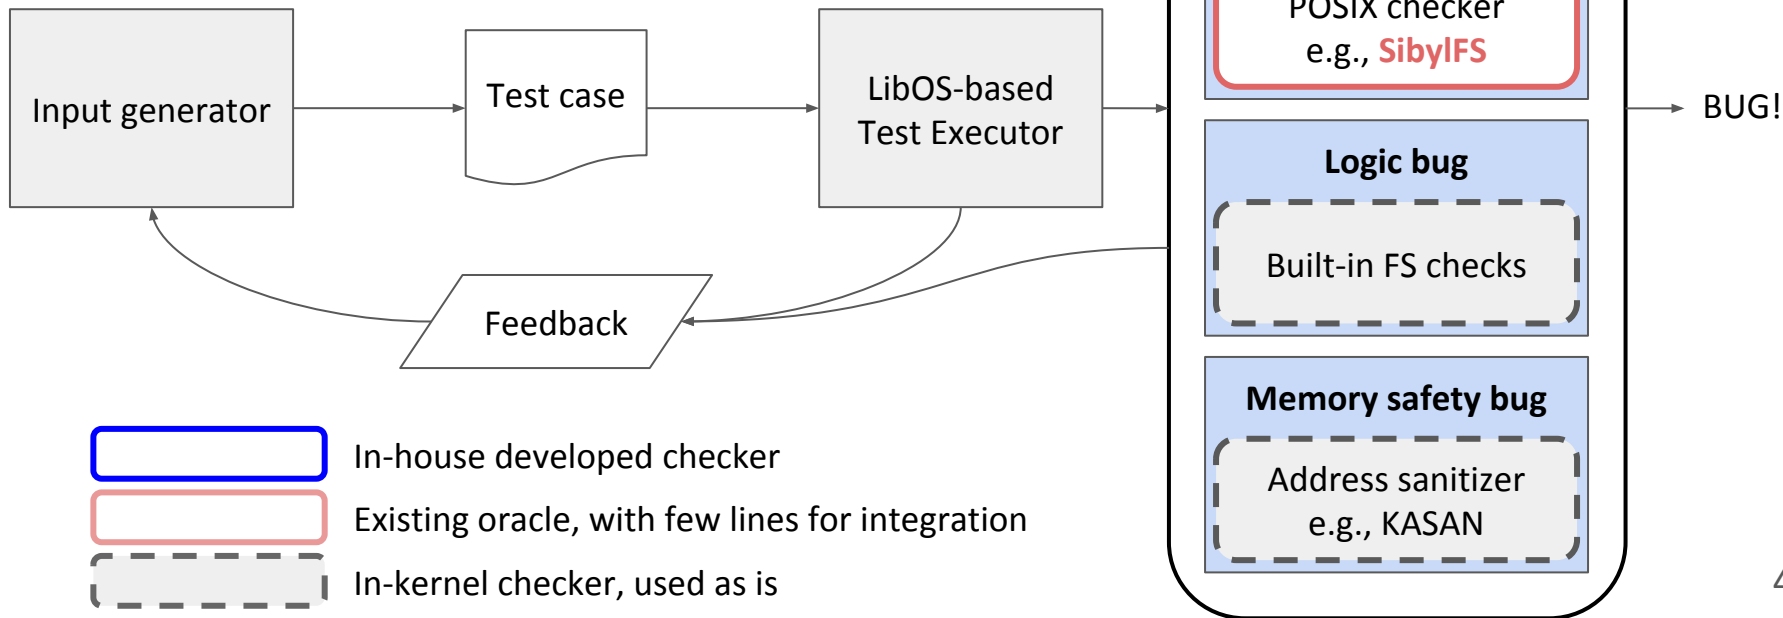 POSIX checker
e.g., SibylFS
Input generator
Test case
LibOS-based
Test Executor
BUG!
Logic bug
Built-in FS checks
Feedback
Memory safety bug
Address sanitizer
e.g., KASAN
In-house developed checker
Existing oracle, with few lines for integration
In-kernel checker, used as is